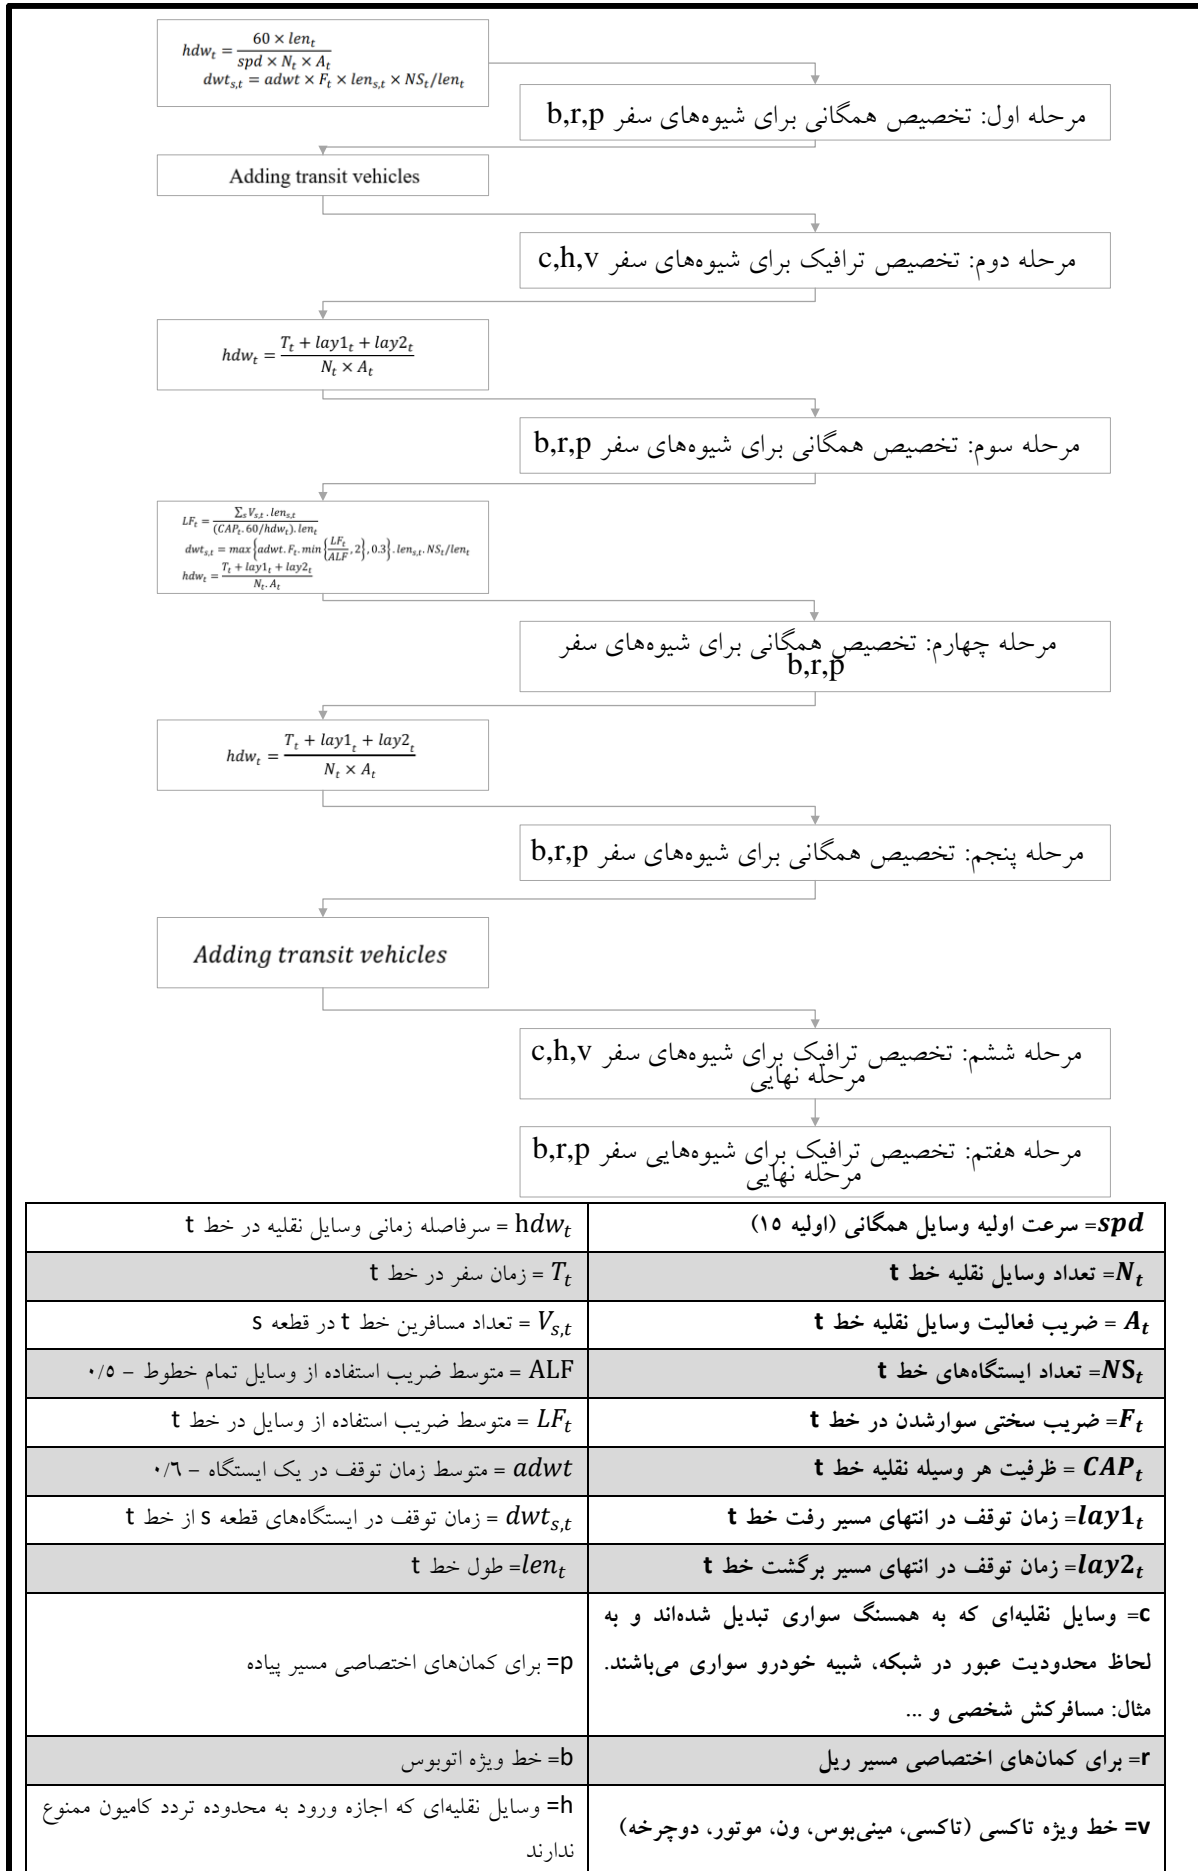 hdw_t = 60 × len_t / (spd × N_t × A_t)
dwt_{s,t} = adwt × F_t × len_{s,t} × NS_t/len_t
مرحله اول: تخصیص همگانی برای شیوه‌های سفر b,r,p
Adding transit vehicles
مرحله دوم: تخصیص ترافیک برای شیوه‌های سفر c,h,v
hdw_t = (T_t + lay1_t + lay2_t) / (N_t × A_t)
مرحله سوم: تخصیص همگانی برای شیوه‌های سفر b,r,p
LF_t = ∑_s V_{s,t} . len_{s,t} / ((CAP_t. 60/hdw_t). len_t)
dwt_{s,t} = max{adwt. F_t. min{LF_t/ALF, 2}, 0.3}. len_{s,t}. NS_t/len_t
hdw_t = (T_t + lay1_t + lay2_t) / (N_t. A_t)
مرحله چهارم: تخصیص همگانی برای شیوه‌های سفر
b,r,p
hdw_t = (T_t + lay1_t + lay2_t) / (N_t × A_t)
مرحله پنجم: تخصیص همگانی برای شیوه‌های سفر b,r,p
Adding transit vehicles
مرحله ششم: تخصیص ترافیک برای شیوه‌های سفر c,h,v
مرحله نهایی
مرحله هفتم: تخصیص ترافیک برای شیوه‌هایی سفر b,r,p
مرحله نهایی
spd= سرعت اولیه وسایل همگانی (اولیه ۱۵)
hdw_t = سرفاصله زمانی وسایل نقلیه در خط t
N_t= تعداد وسایل نقلیه خط t
T_t = زمان سفر در خط t
A_t = ضریب فعالیت وسایل نقلیه خط t
V_{s,t} = تعداد مسافرین خط t در قطعه s
NS_t= تعداد ایستگاه‌های خط t
ALF = متوسط ضریب استفاده از وسایل تمام خطوط – ۰/۵
F_t= ضریب سختی سوارشدن در خط t
LF_t = متوسط ضریب استفاده از وسایل در خط t
CAP_t = ظرفیت هر وسیله نقلیه خط t
adwt = متوسط زمان توقف در یک ایستگاه – ۰/۶
lay1_t= زمان توقف در انتهای مسیر رفت خط t
dwt_{s,t} = زمان توقف در ایستگاه‌های قطعه s از خط t
lay2_t= زمان توقف در انتهای مسیر برگشت خط t
len_t= طول خط t
c= وسایل نقلیه‌ای که به همسنگ سواری تبدیل شده‌اند و به
لحاظ محدودیت عبور در شبکه، شبیه خودرو سواری می‌باشند.
مثال: مسافرکش شخصی و ...
p= برای کمان‌های اختصاصی مسیر پیاده
r= برای کمان‌های اختصاصی مسیر ریل
b= خط ویژه اتوبوس
v= خط ویژه تاکسی (تاکسی، مینی‌بوس، ون، موتور، دوچرخه)
h= وسایل نقلیه‌ای که اجازه ورود به محدوده تردد کامیون ممنوع
ندارند